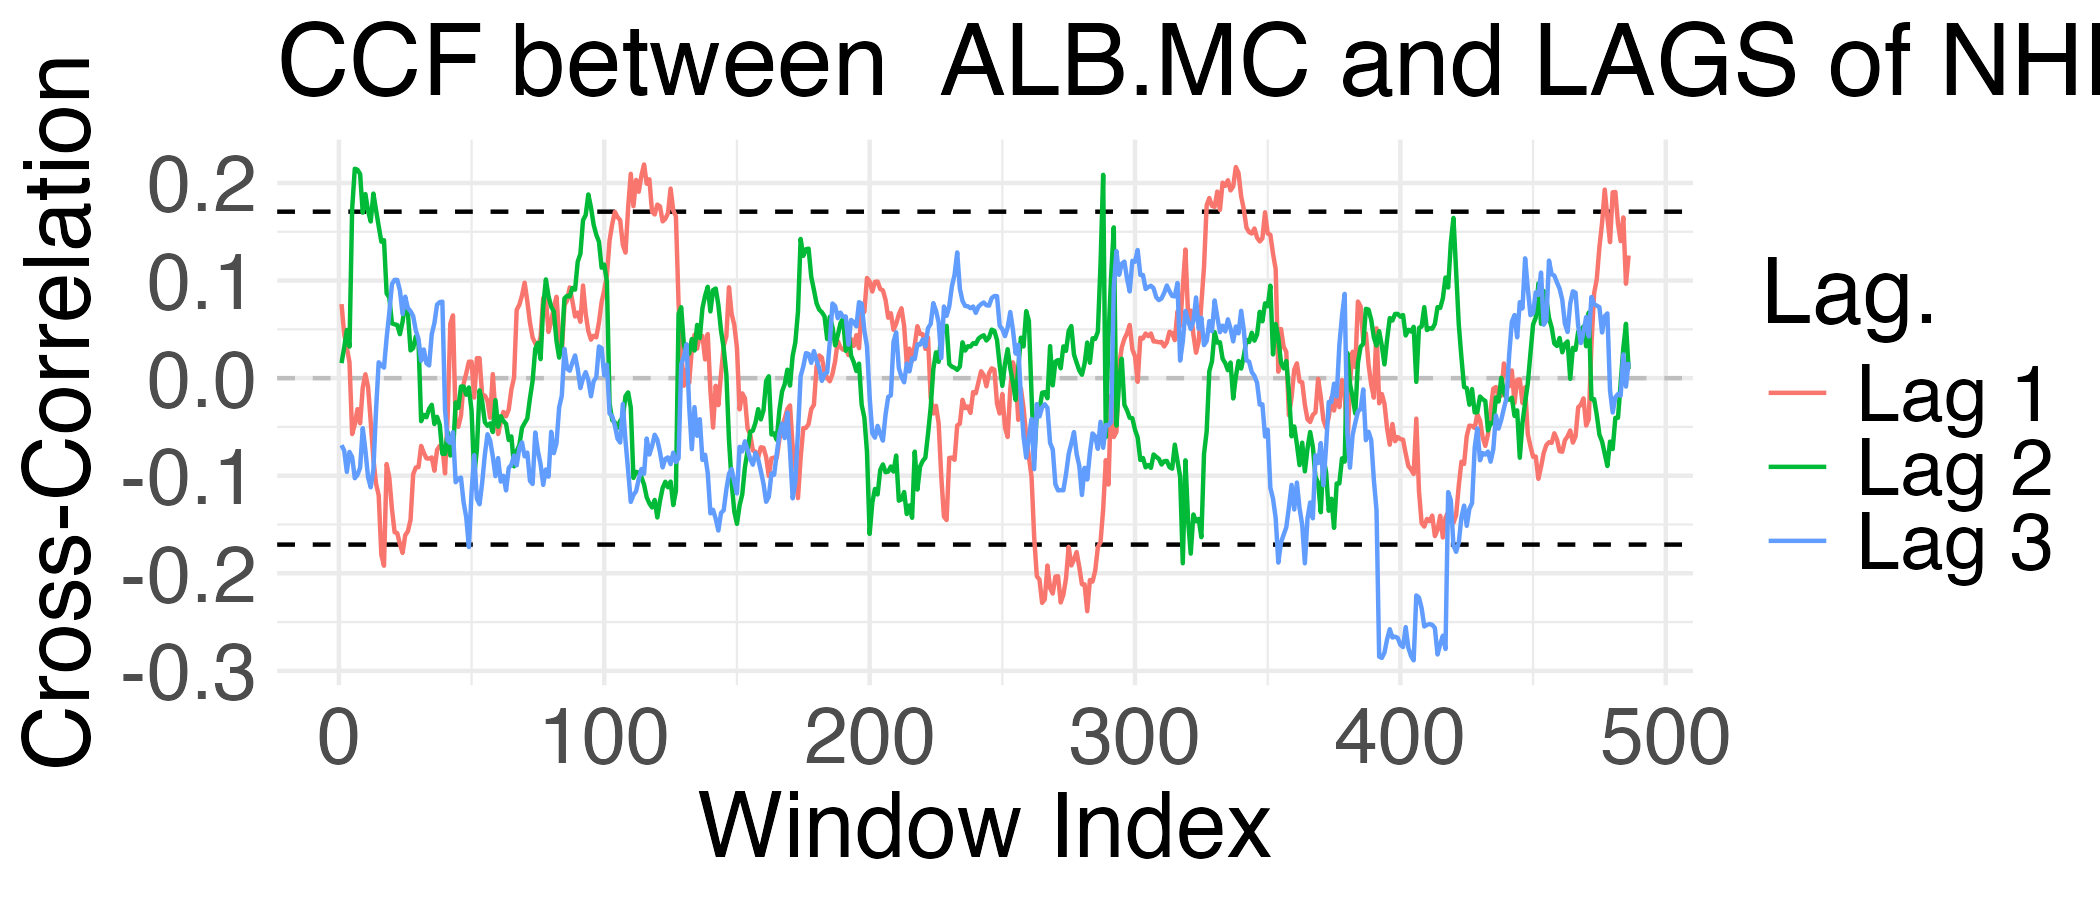 CCF between ALB.MC and LAGS of
Cross-Correlation
0.2
0.1
0.0
-0.1
-0.2
-0.3
0
100
200
300
400
500
Window Index
Lag.
Lag 1
Lag 2
Lag 3